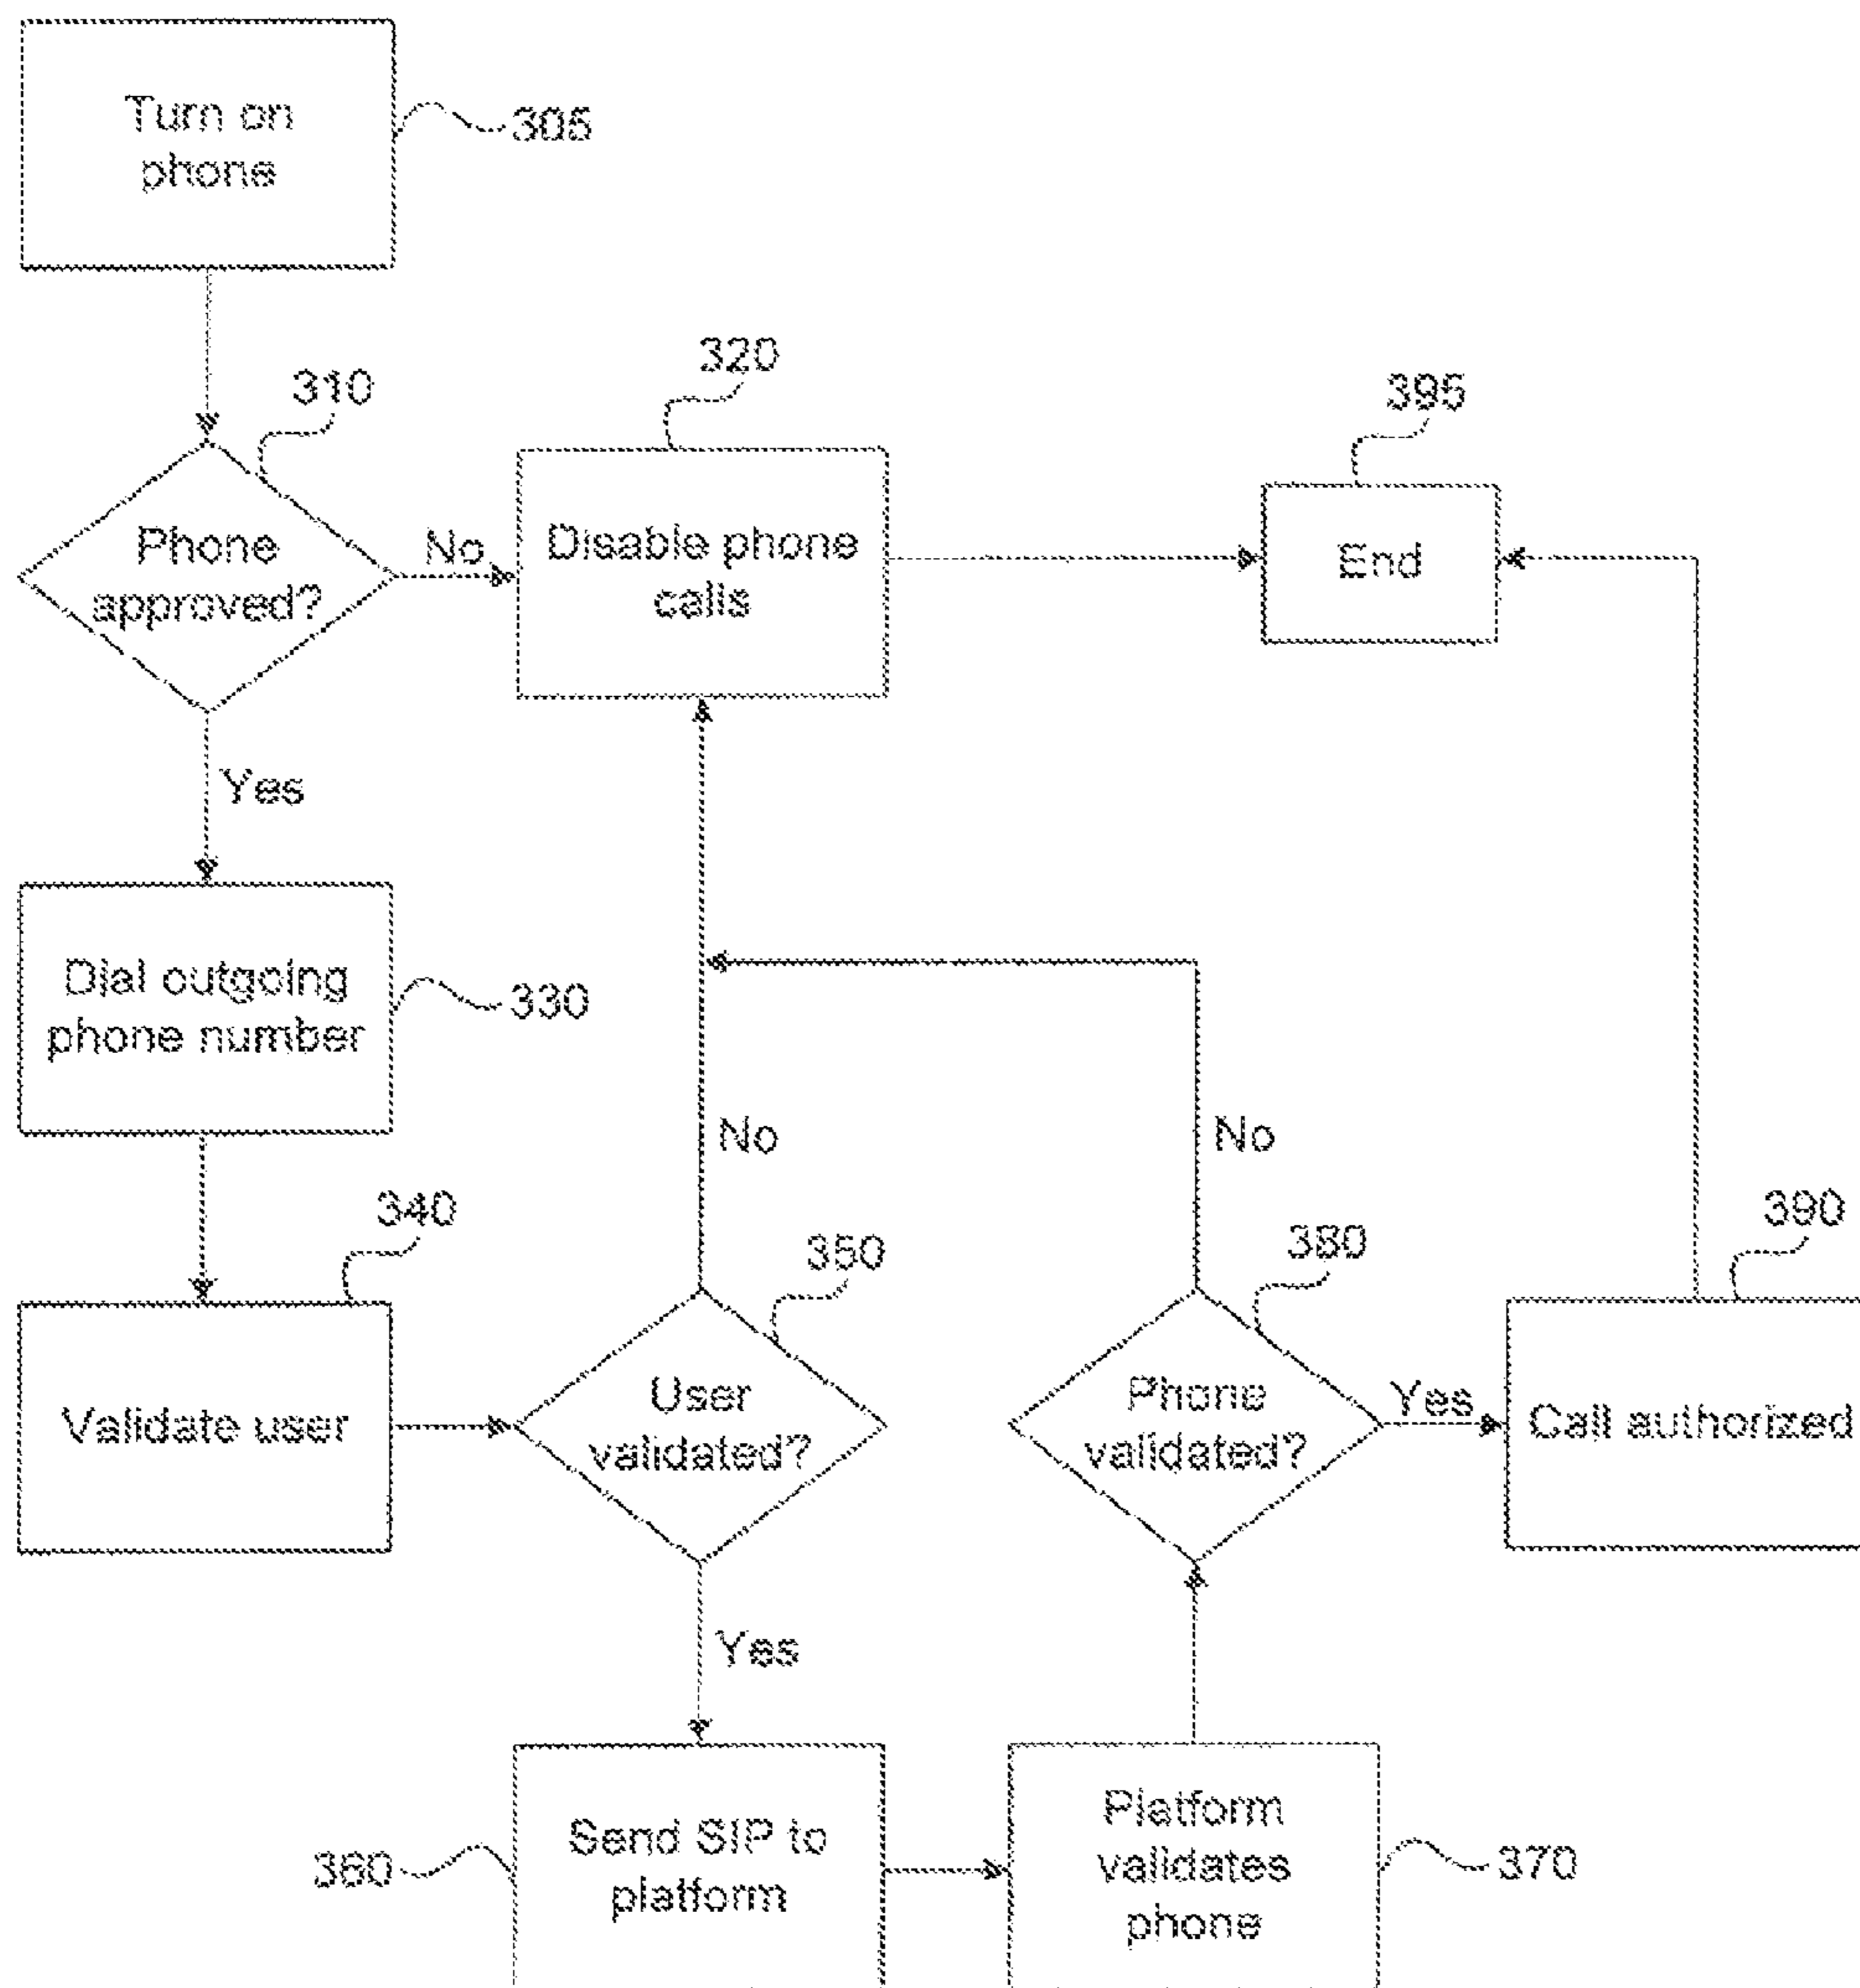 Turn on
phone
305
310
320
395
Phone
approved?
No
Disable phone
calls
End
Yes
Dial outgoing
phone number
330
No
No
340
350
380
390
Validate user
User
validated?
Phone
validated?
Yes
Call authorized
Yes
360
Send SIP to
platform
Platform
validates
phone
370